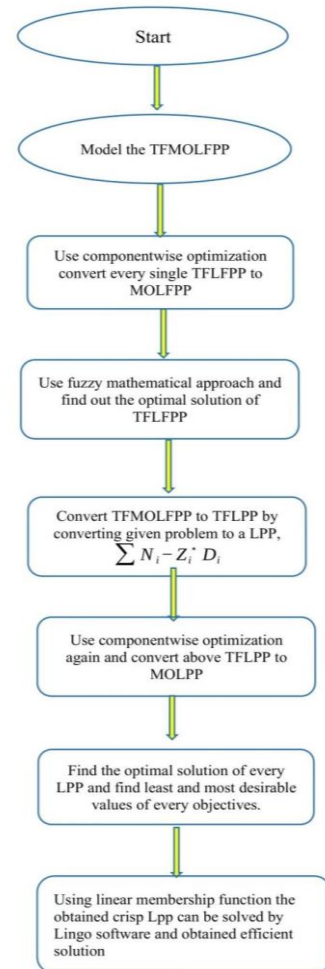 Start
Model the TFMOLFPP
Use componentwise optimization
convert every single TFLFPP to
MOLFPP
Use fuzzy mathematical approach and
find out the optimal solution of
TFLFPP
Convert TFMOLFPP to TFLPP by
converting given problem to a LPP,
∑ N_i − Z_i^* D_i
Use componentwise optimization
again and convert above TFLPP to
MOLPP
Find the optimal solution of every
LPP and find least and most desirable
values of every objectives.
Using linear membership function the
obtained crisp Lpp can be solved by
Lingo software and obtained efficient
solution